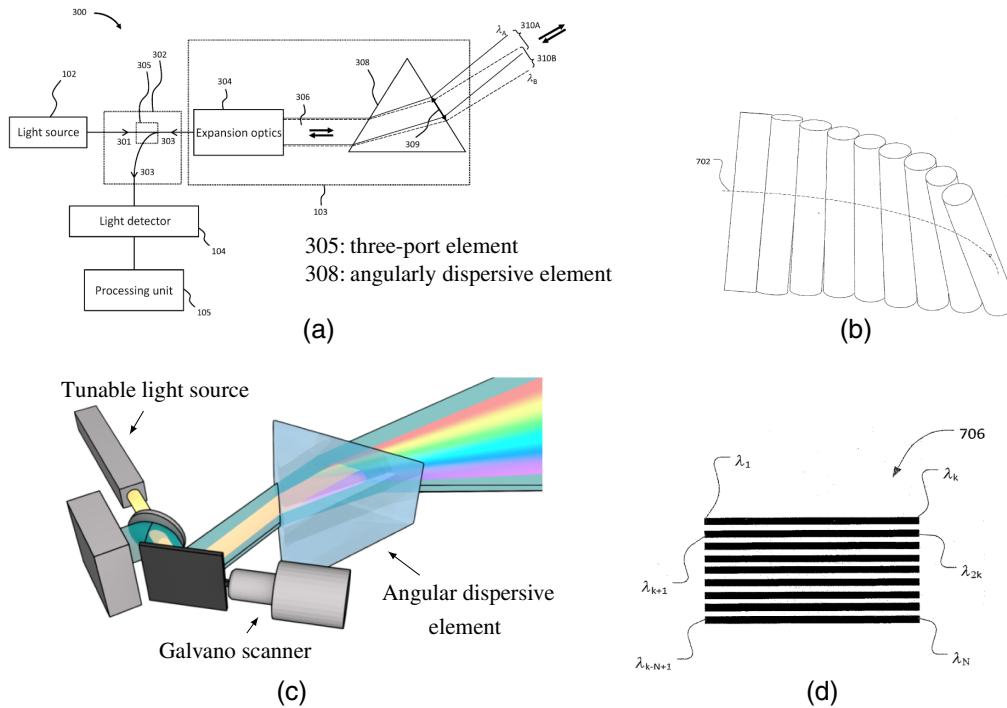 300
302
305
102
Light source
301
303
303
304
Expansion optics
306
308
309
λA
310A
310B
λB
103
Light detector
104
Processing unit
105
305: three-port element
308: angularly dispersive element
(a)
702
(b)
Tunable light source
Angular dispersive
element
Galvano scanner
(c)
706
λ1
λk
λk+1
λ2k
λk-N+1
λN
(d)